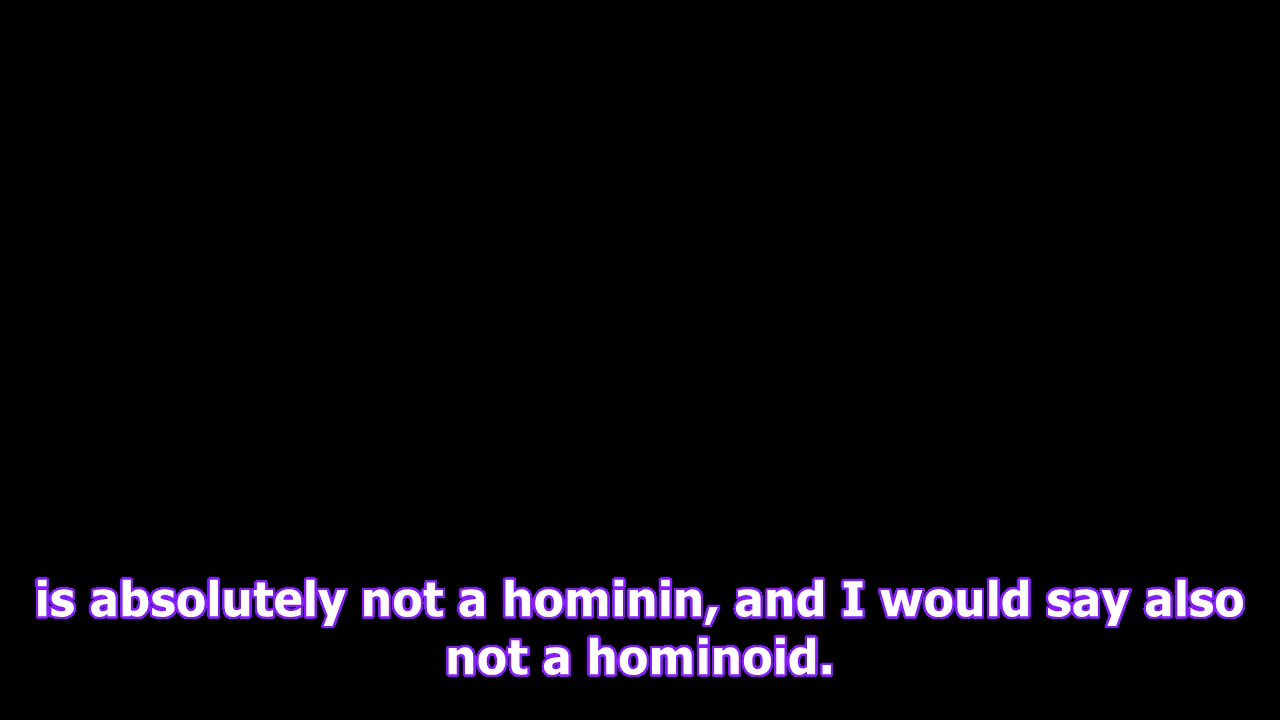 is absolutely not a hominin, and I would say also
not a hominoid.